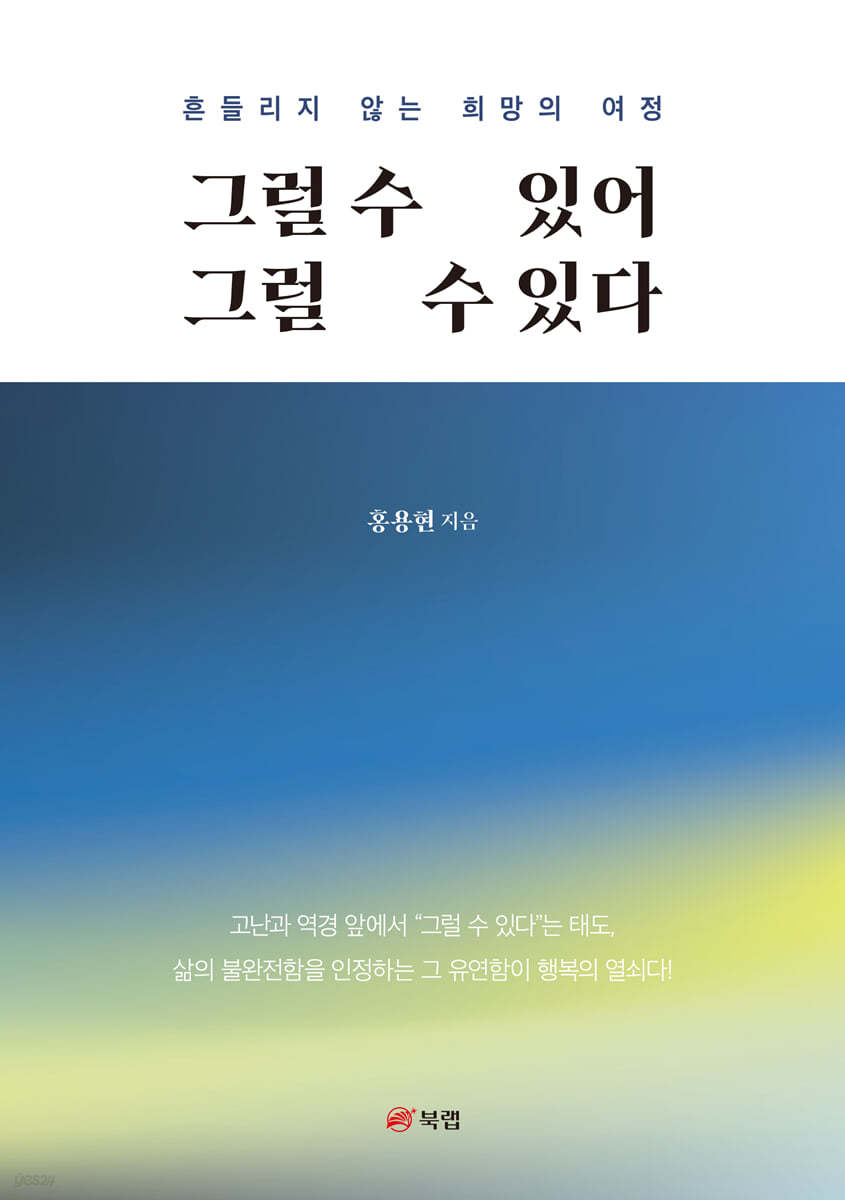 흔들리지 않는 희망의 여정
그럴 수 있어
그럴 수 있다
홍용현 지음
고난과 역경 앞에서 “그럴 수 있다”는 태도,
삶의 불완전함을 인정하는 그 유연함이 행복의 열쇠다!
북랩
yes24